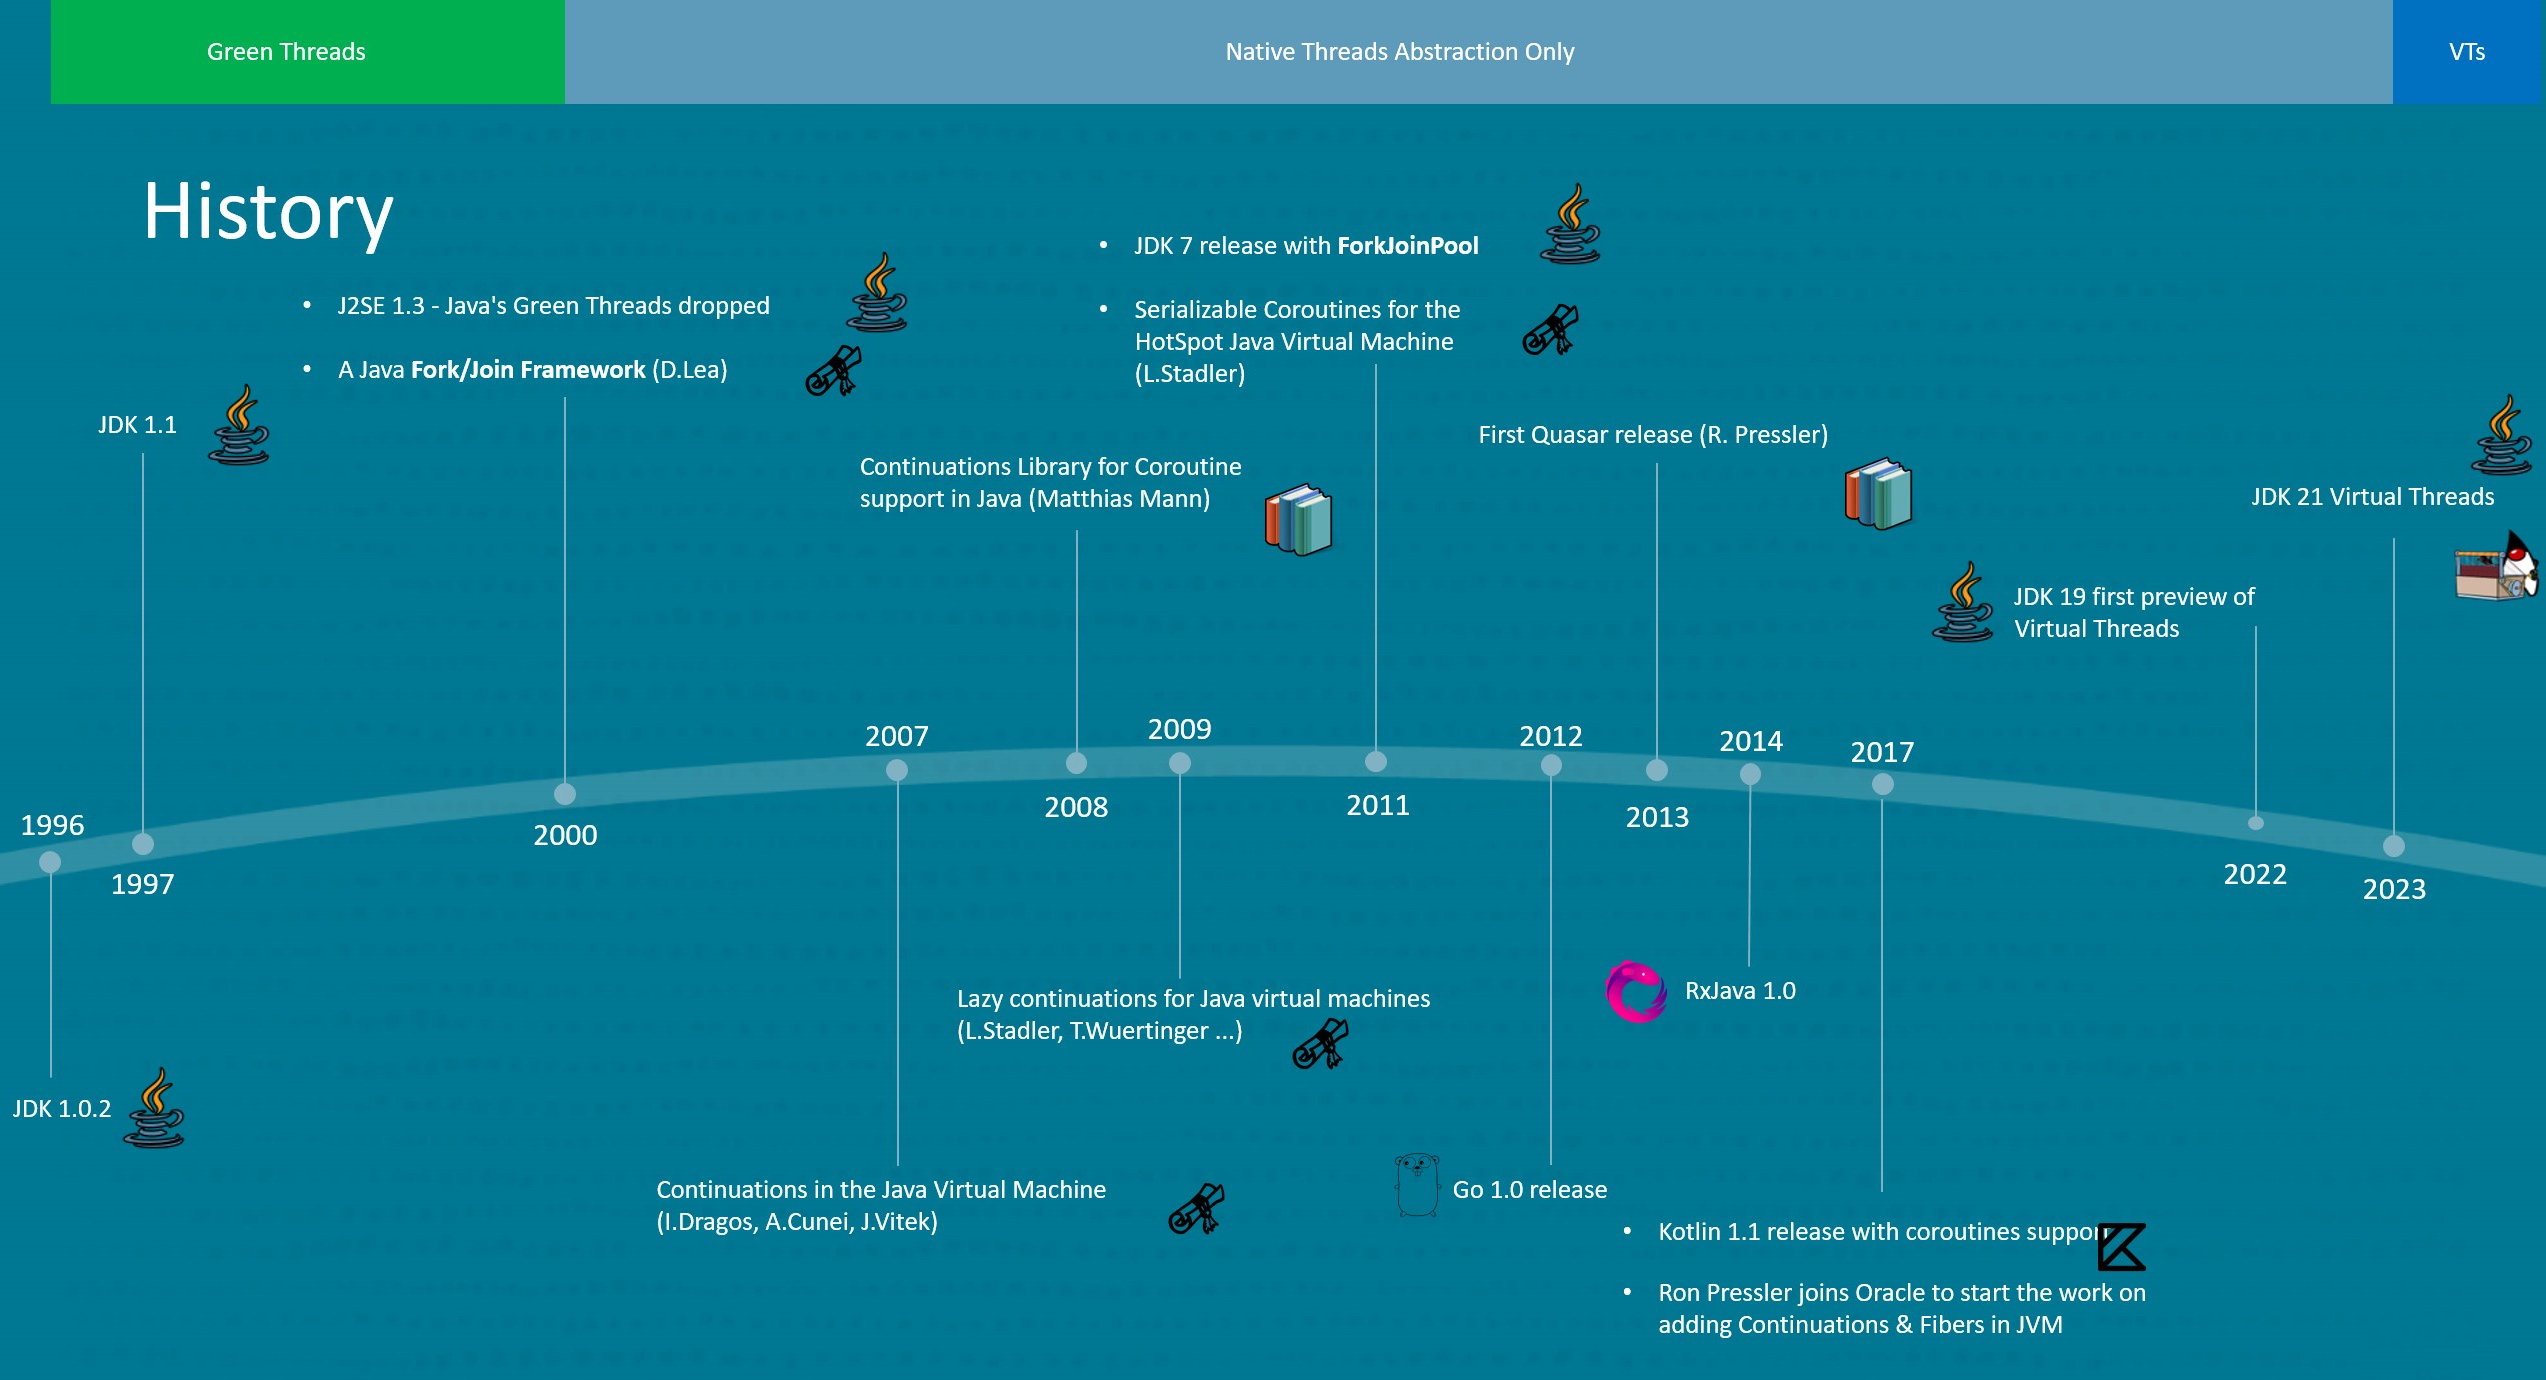 Green Threads
Native Threads Abstraction Only
VTs
History
• J2SE 1.3 - Java's Green Threads dropped
• A Java Fork/Join Framework (D.Lea)
• JDK 7 release with ForkJoinPool
• Serializable Coroutines for the
HotSpot Java Virtual Machine
(L.Stadler)
JDK 1.1
Continuations Library for Coroutine
support in Java (Matthias Mann)
First Quasar release (R. Pressler)
JDK 21 Virtual Threads
JDK 19 first preview of
Virtual Threads
1996
1997
2000
2007
2008
2009
2011
2012
2013
2014
2017
2022
2023
JDK 1.0.2
Lazy continuations for Java virtual machines
(L.Stadler, T.Wuertinger ...)
RxJava 1.0
Continuations in the Java Virtual Machine
(I.Dragos, A.Cunei, J.Vitek)
Go 1.0 release
• Kotlin 1.1 release with coroutines support
• Ron Pressler joins Oracle to start the work on
adding Continuations & Fibers in JVM